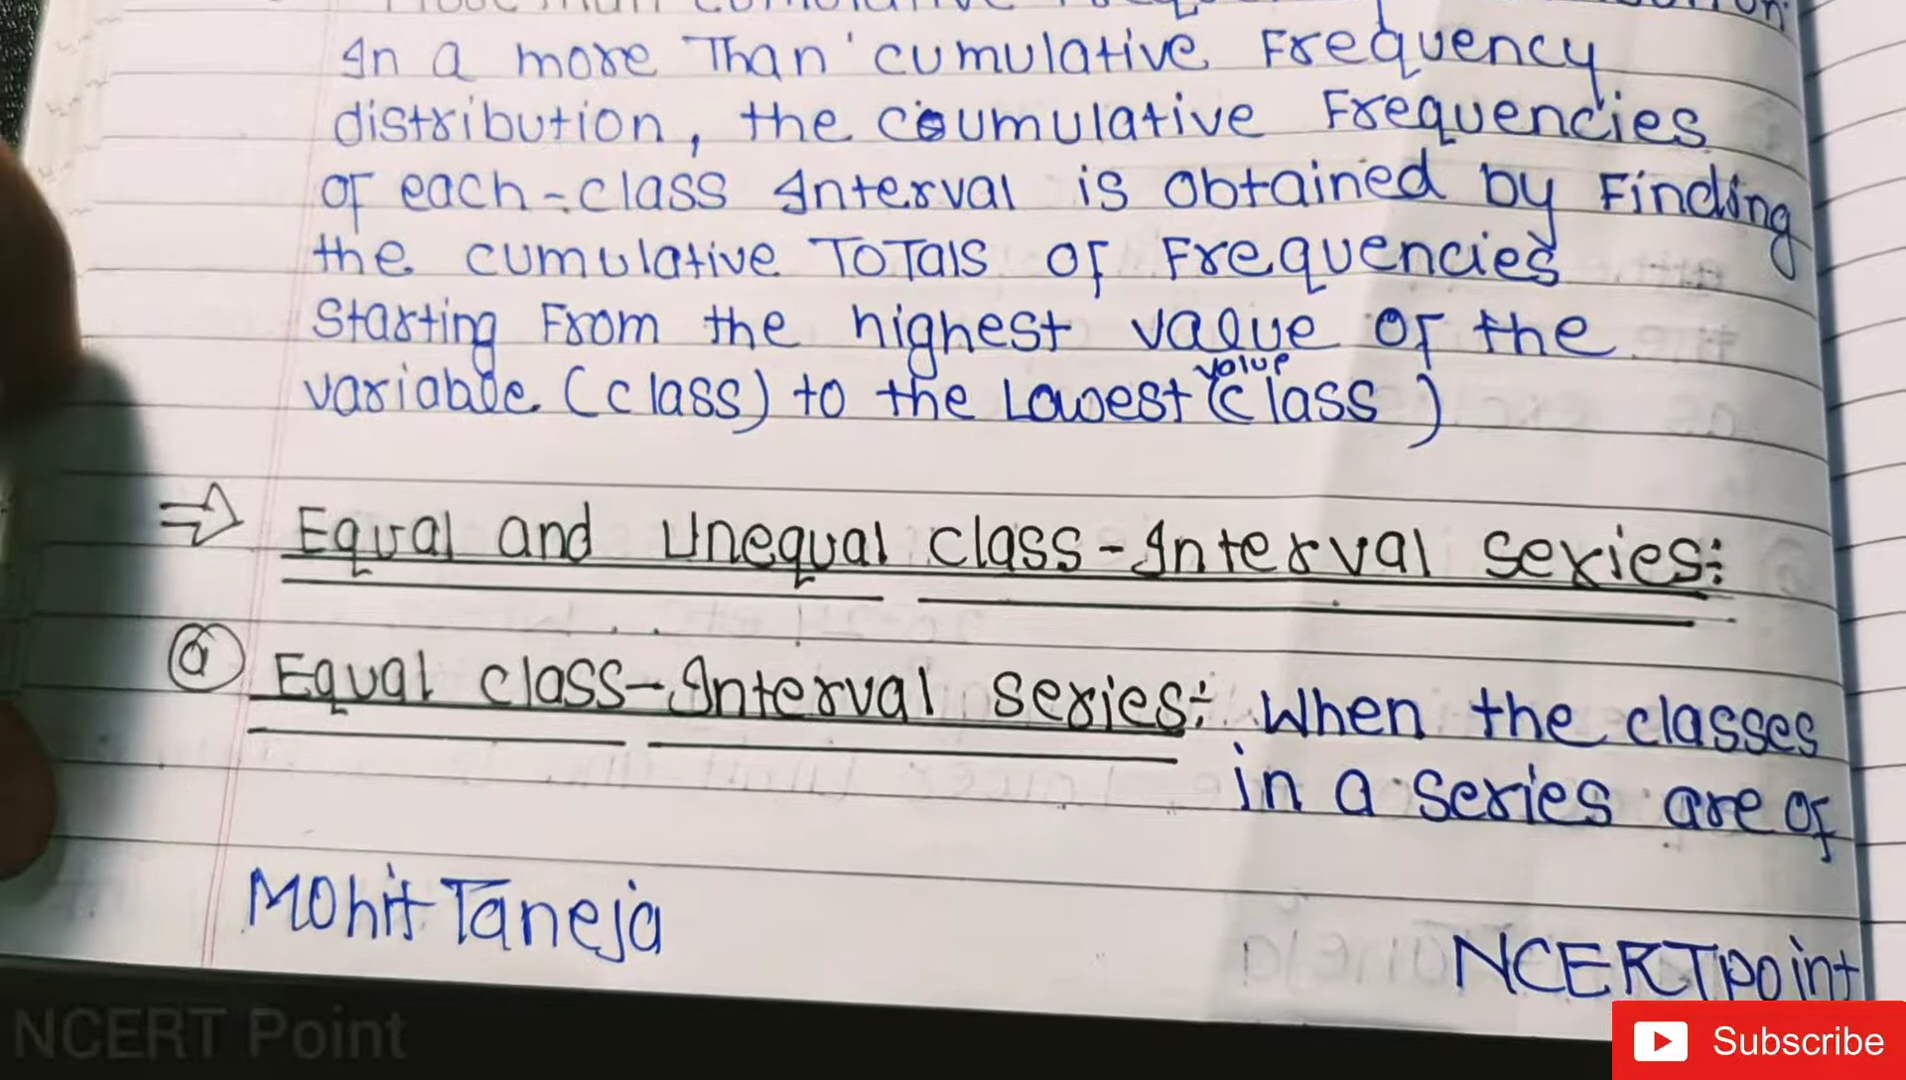 In a more Than cumulative Frequency
distribution, the coumulative Frequencies
of each-class Interval is obtained by Finding
the cumulative ToTals of Frequencies
Starting From the highest value of the
variable (class) to the Lowest value (class)
⇒ Equal and Unequal class-Interval series:
(a) Equal class-Interval series: When the classes
in a series are of
Mohit Taneja
NCERTpoint
NCERT Point
Subscribe